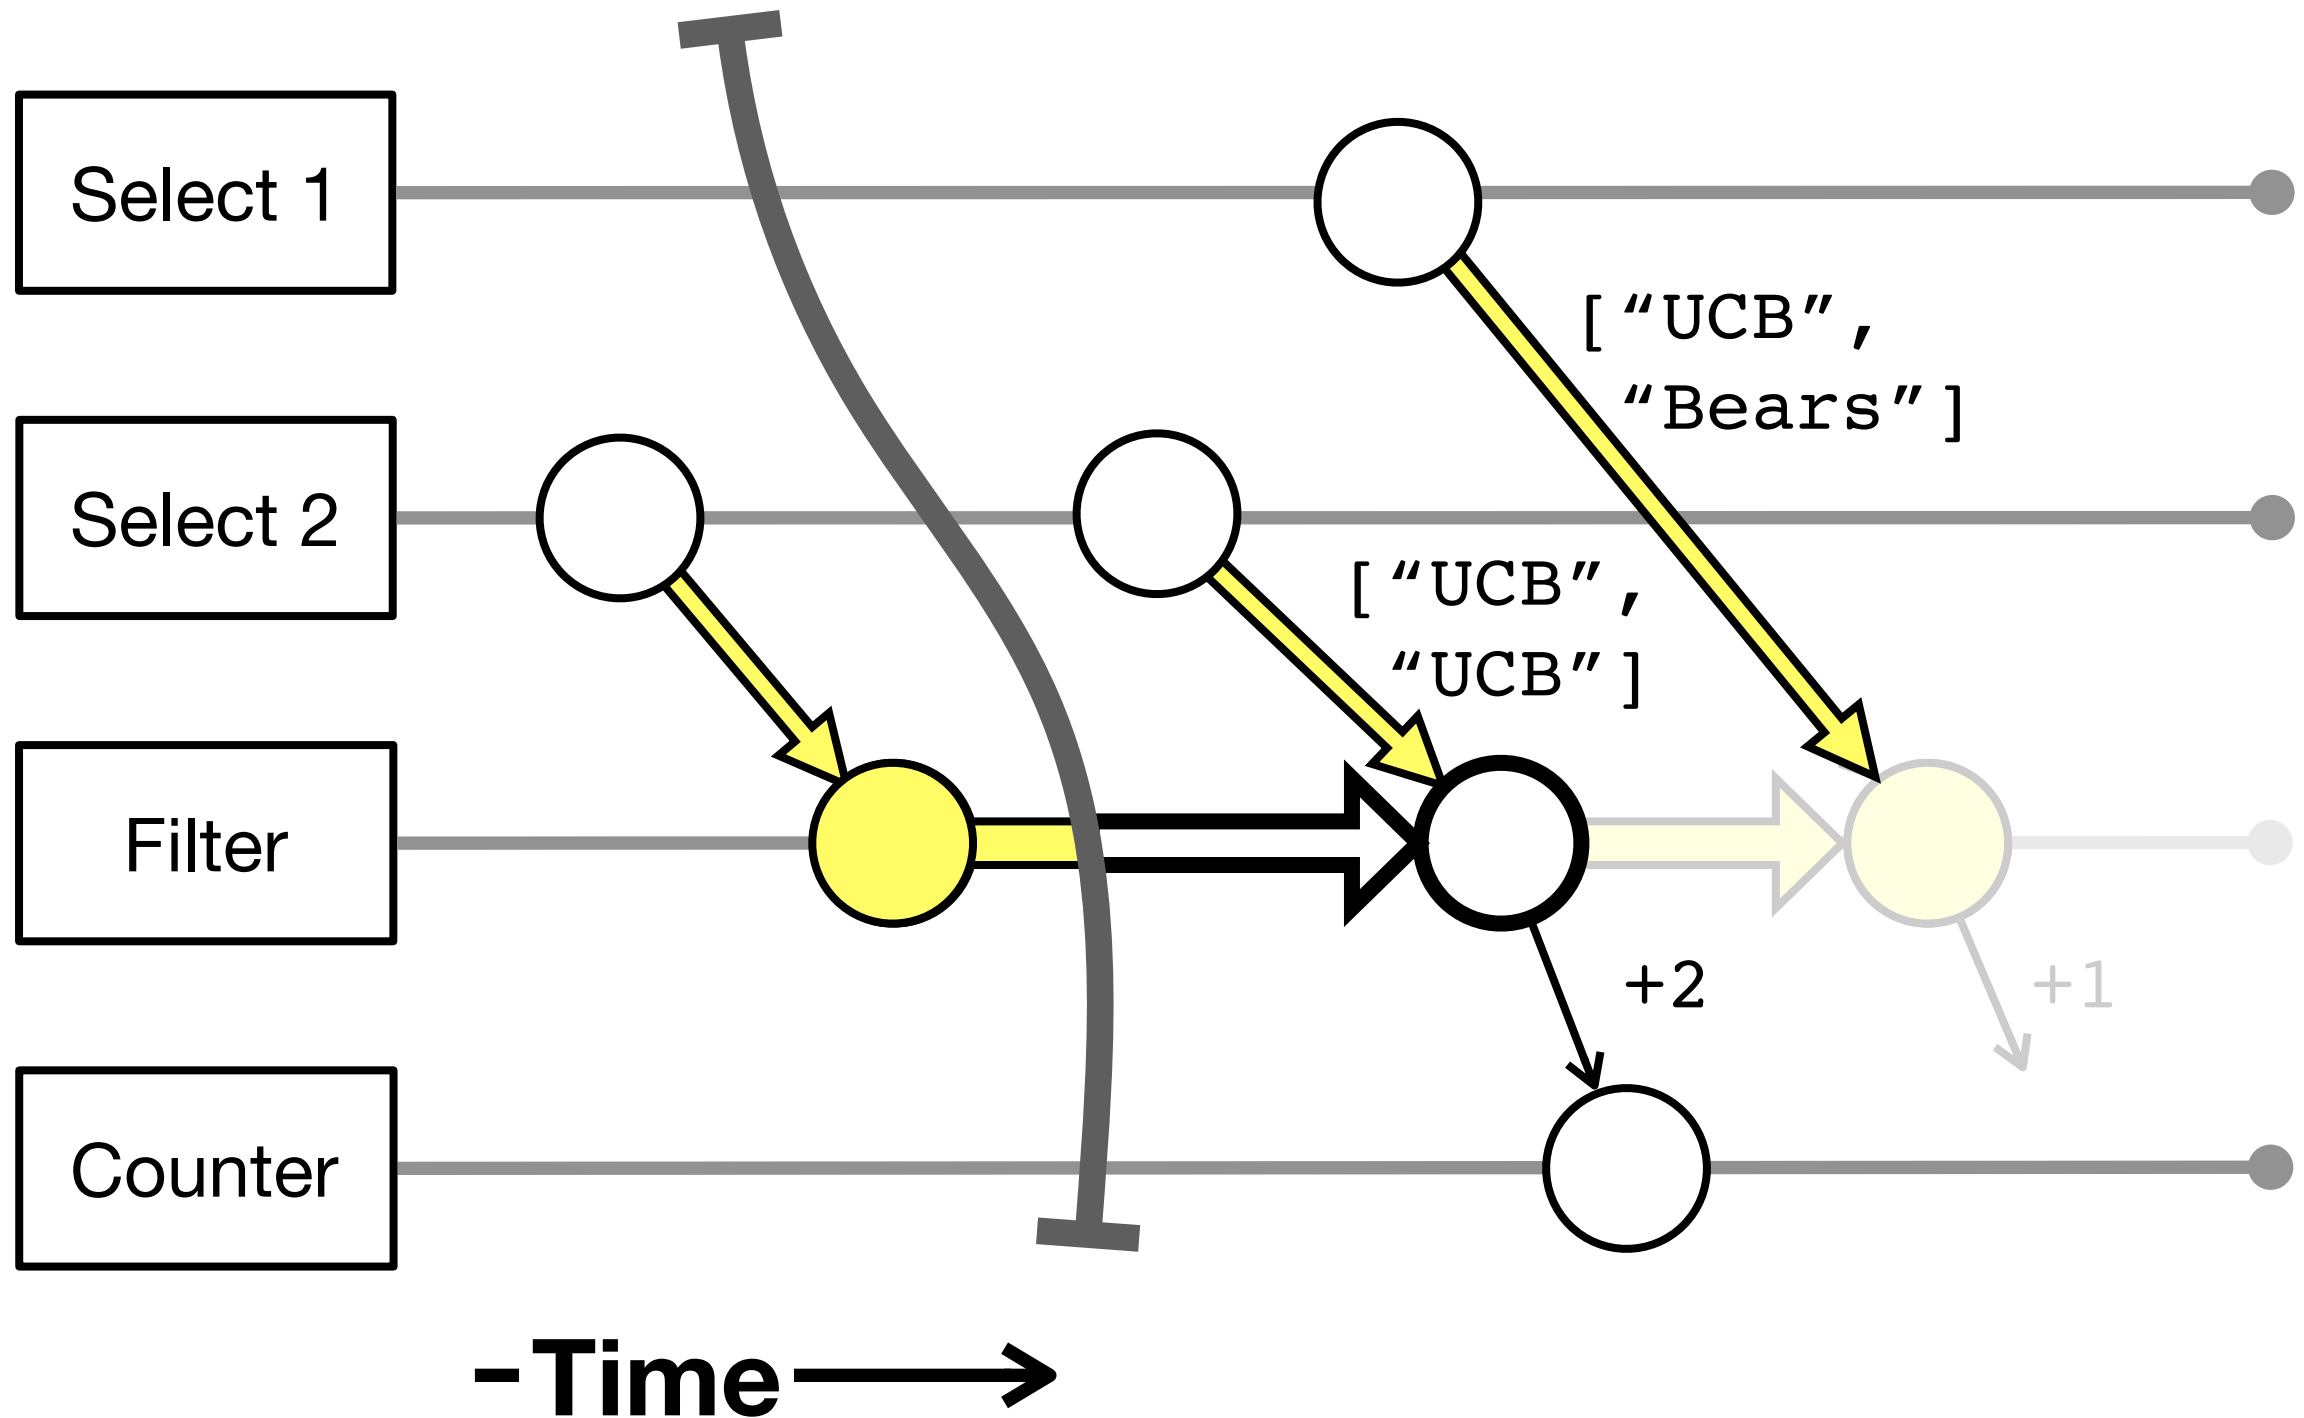 Select 1
["UCB",
"Bears"]
Select 2
["UCB",
"UCB"]
Filter
+2
+1
Counter
Time